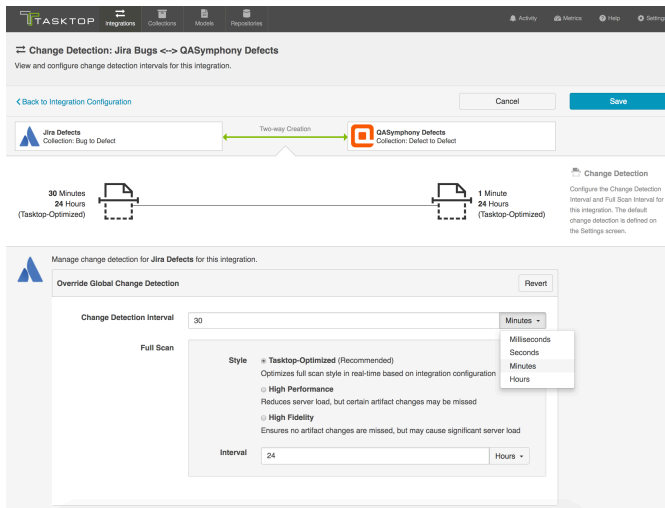 TASKTOP
Integrations
Collections
Models
Repositories
Activity
Metrics
Help
Settings
Change Detection: Jira Bugs <--> QASymphony Defects
View and configure change detection intervals for this integration.
Back to Integration Configuration
Cancel
Save
Jira Defects
Collection: Bug to Defect
Two-way Creation
QASymphony Defects
Collection: Defect to Defect
30 Minutes
24 Hours
(Tasktop-Optimized)
1 Minute
24 Hours
(Tasktop-Optimized)
Change Detection
Configure the Change Detection
Interval and Full Scan Interval for
this integration. The default
change detection is defined on
the Settings screen.
Manage change detection for Jira Defects for this integration.
Override Global Change Detection
Revert
Change Detection Interval
30
Minutes
Milliseconds
Seconds
Minutes
Hours
Full Scan
Style
Tasktop-Optimized (Recommended)
Optimizes full scan style in real-time based on integration configuration
High Performance
Reduces server load, but certain artifact changes may be missed
High Fidelity
Ensures no artifact changes are missed, but may cause significant server load
Interval
24
Hours